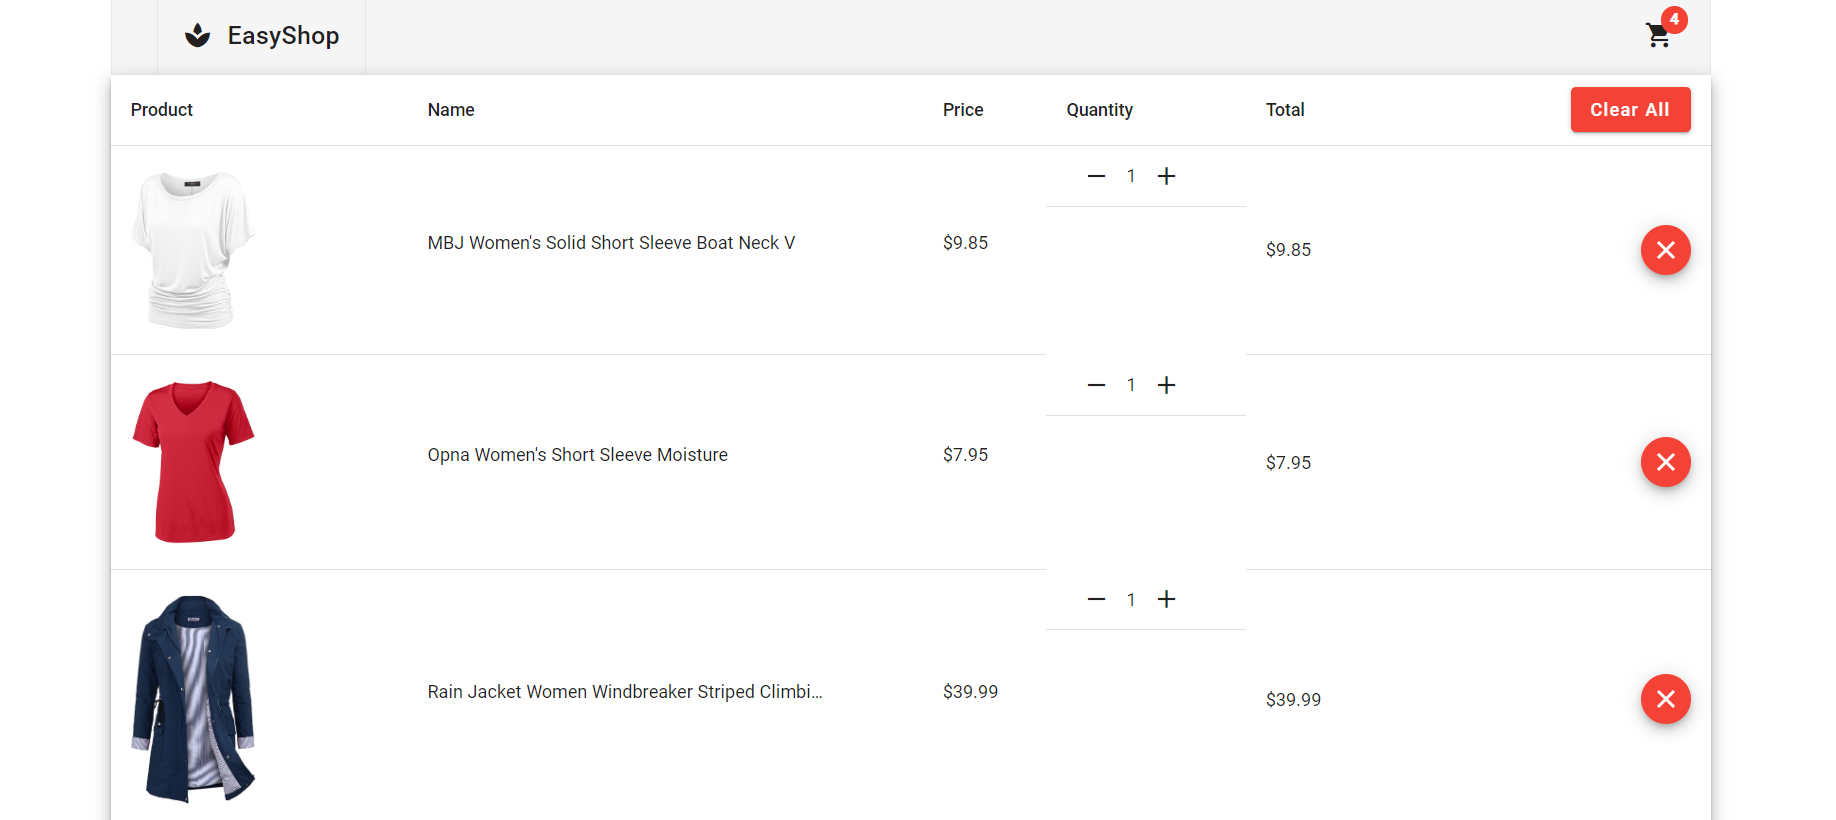 EasyShop
4
Product Name Price Quantity Total Clear All
1
MBJ Women's Solid Short Sleeve Boat Neck V $9.85 $9.85
1
Opna Women's Short Sleeve Moisture $7.95 $7.95
1
Rain Jacket Women Windbreaker Striped Climbi... $39.99 $39.99